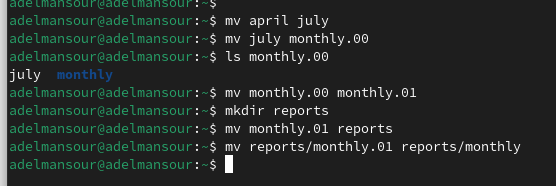 adelmansour@adelmansour:~$
adelmansour@adelmansour:~$ mv april july
adelmansour@adelmansour:~$ mv july monthly.00
adelmansour@adelmansour:~$ ls monthly.00
july  monthly
adelmansour@adelmansour:~$ mv monthly.00 monthly.01
adelmansour@adelmansour:~$ mkdir reports
adelmansour@adelmansour:~$ mv monthly.01 reports
adelmansour@adelmansour:~$ mv reports/monthly.01 reports/monthly
adelmansour@adelmansour:~$